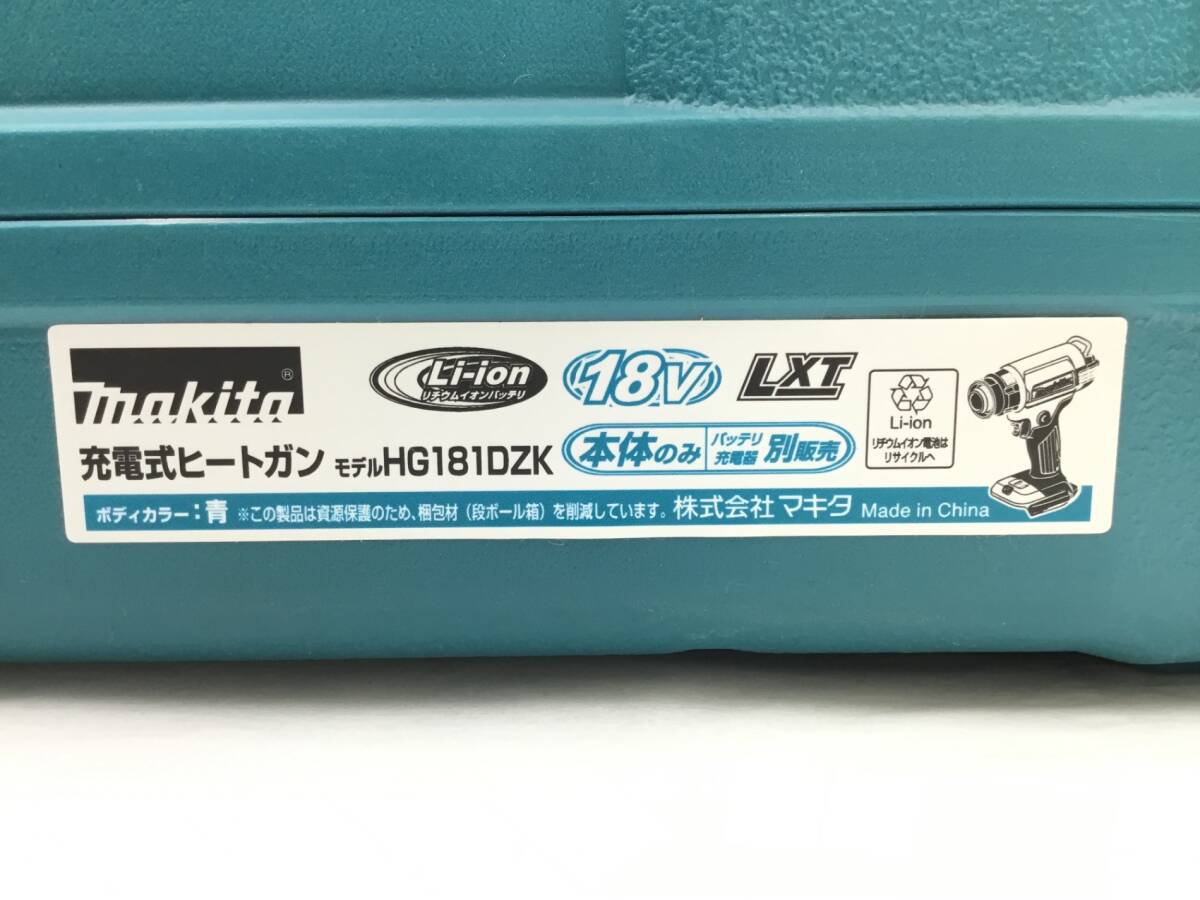 makita®
Li-ion
リチウムイオンバッテリ
18V
LXT
Li-ion
リチウムイオン電池は
リサイクルへ
充電式ヒートガン モデルHG181DZK
本体のみ バッテリ 充電器 別販売
ボディカラー:青 ※この製品は資源保護のため、梱包材(段ボール箱)を削減しています。株式会社マキタ Made in China